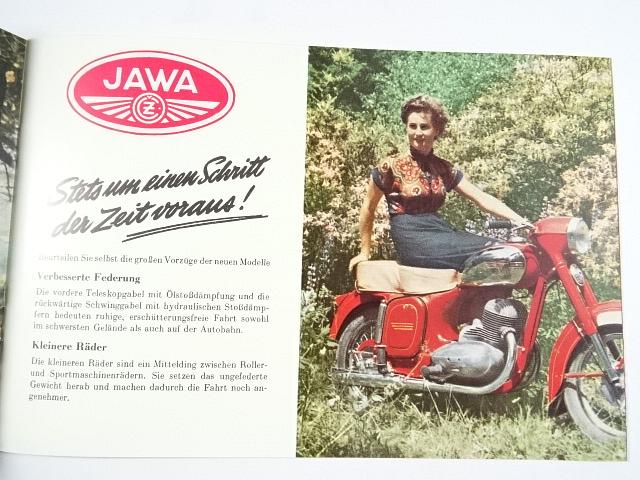 JAWA
CZ
Stets um einen Schritt
der Zeit voraus!
Beurteilen Sie selbst die großen Vorzüge der neuen Modelle
Verbesserte Federung
Die vordere Teleskopgabel mit Ölstoßdämpfung und die
rückwärtige Schwinggabel mit hydraulischen Stoßdämp-
fern bedeuten ruhige, erschütterungsfreie Fahrt sowohl
im schwersten Gelände als auch auf der Autobahn.
Kleinere Räder
Die kleineren Räder sind ein Mittelding zwischen Roller-
und Sportmaschinenrädern. Sie setzen das ungefederte
Gewicht herab und machen dadurch die Fahrt noch an-
genehmer.